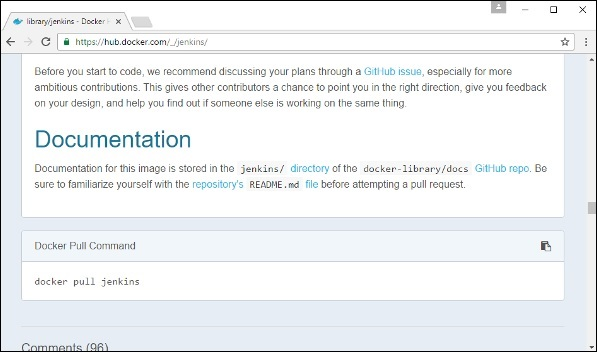 library/jenkins - Docker H
https://hub.docker.com/_/jenkins/
Before you start to code, we recommend discussing your plans through a GitHub issue, especially for more
ambitious contributions. This gives other contributors a chance to point you in the right direction, give you feedback
on your design, and help you find out if someone else is working on the same thing.
Documentation
Documentation for this image is stored in the jenkins/ directory of the docker-library/docs GitHub repo. Be
sure to familiarize yourself with the repository's README.md file before attempting a pull request.
Docker Pull Command
docker pull jenkins
Comments (96)